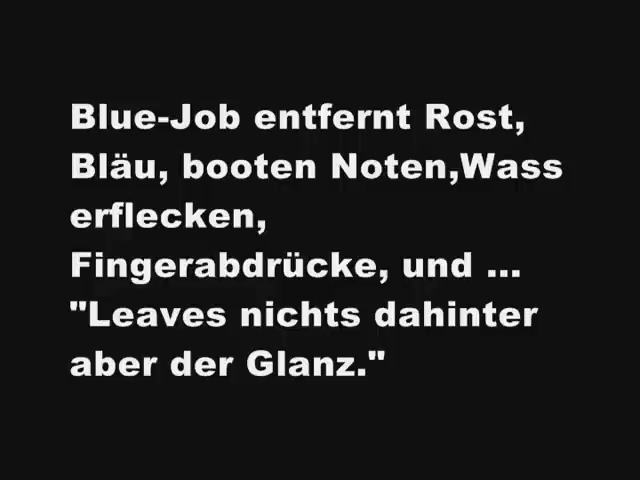 Blue-Job entfernt Rost,
Bläu, booten Noten,Wass
erflecken,
Fingerabdrücke, und ...
"Leaves nichts dahinter
aber der Glanz."